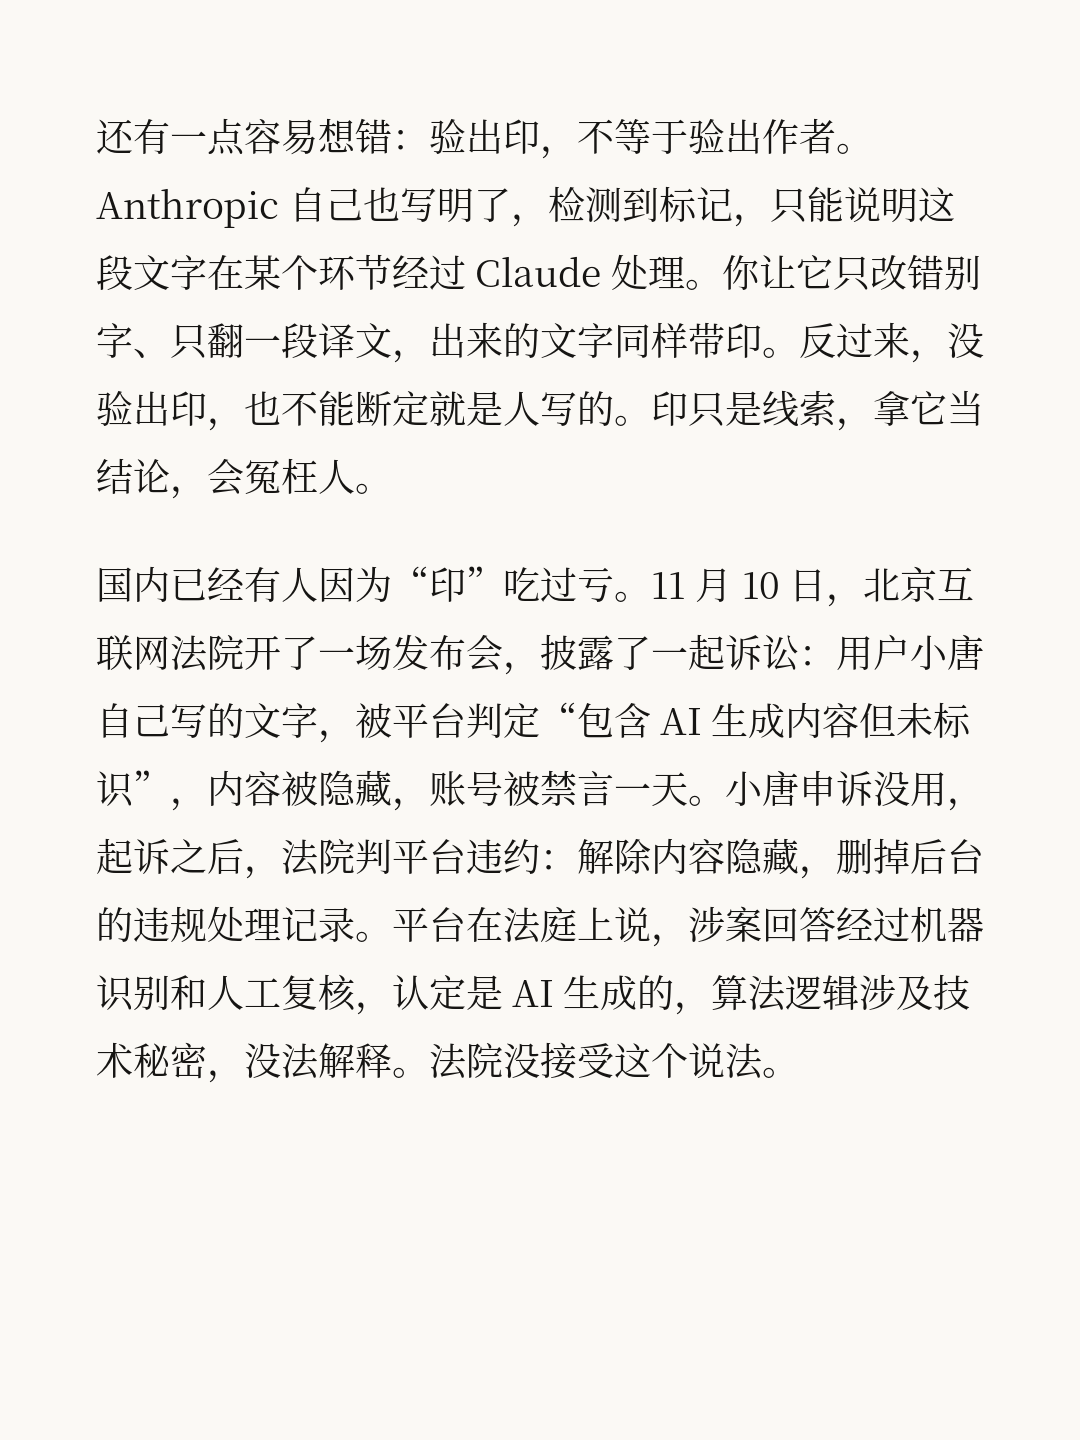 还有一点容易想错：验出印，不等于验出作者。
Anthropic 自己也写明了，检测到标记，只能说明这
段文字在某个环节经过 Claude 处理。你让它只改错别
字、只翻一段译文，出来的文字同样带印。反过来，没
验出印，也不能断定就是人写的。印只是线索，拿它当
结论，会冤枉人。
国内已经有人因为“印”吃过亏。11 月 10 日，北京互
联网法院开了一场发布会，披露了一起诉讼：用户小唐
自己写的文字，被平台判定“包含 AI 生成内容但未标
识”，内容被隐藏，账号被禁言一天。小唐申诉没用，
起诉之后，法院判平台违约：解除内容隐藏，删掉后台
的违规处理记录。平台在法庭上说，涉案回答经过机器
识别和人工复核，认定是 AI 生成的，算法逻辑涉及技
术秘密，没法解释。法院没接受这个说法。